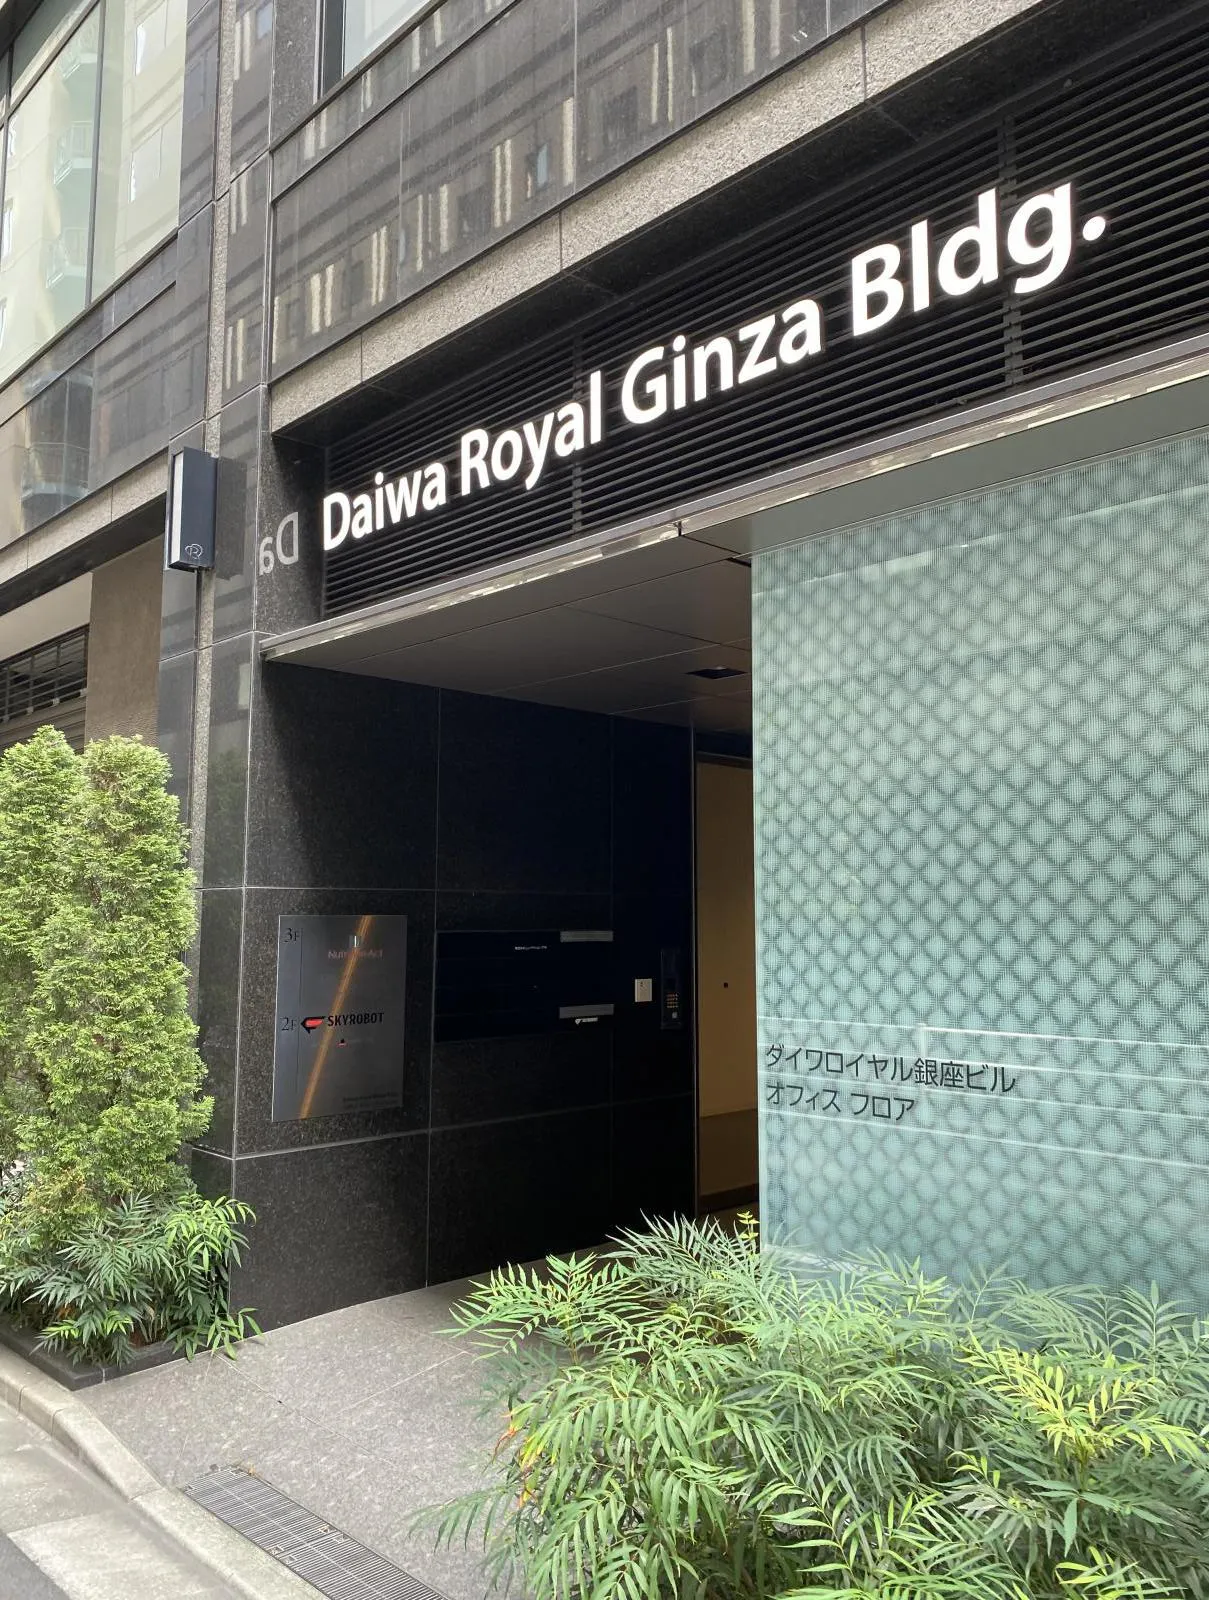 Daiwa Royal Ginza Bldg.
Da
3F
2F SKYROBOT
ダイワロイヤル銀座ビル
オフィス フロア